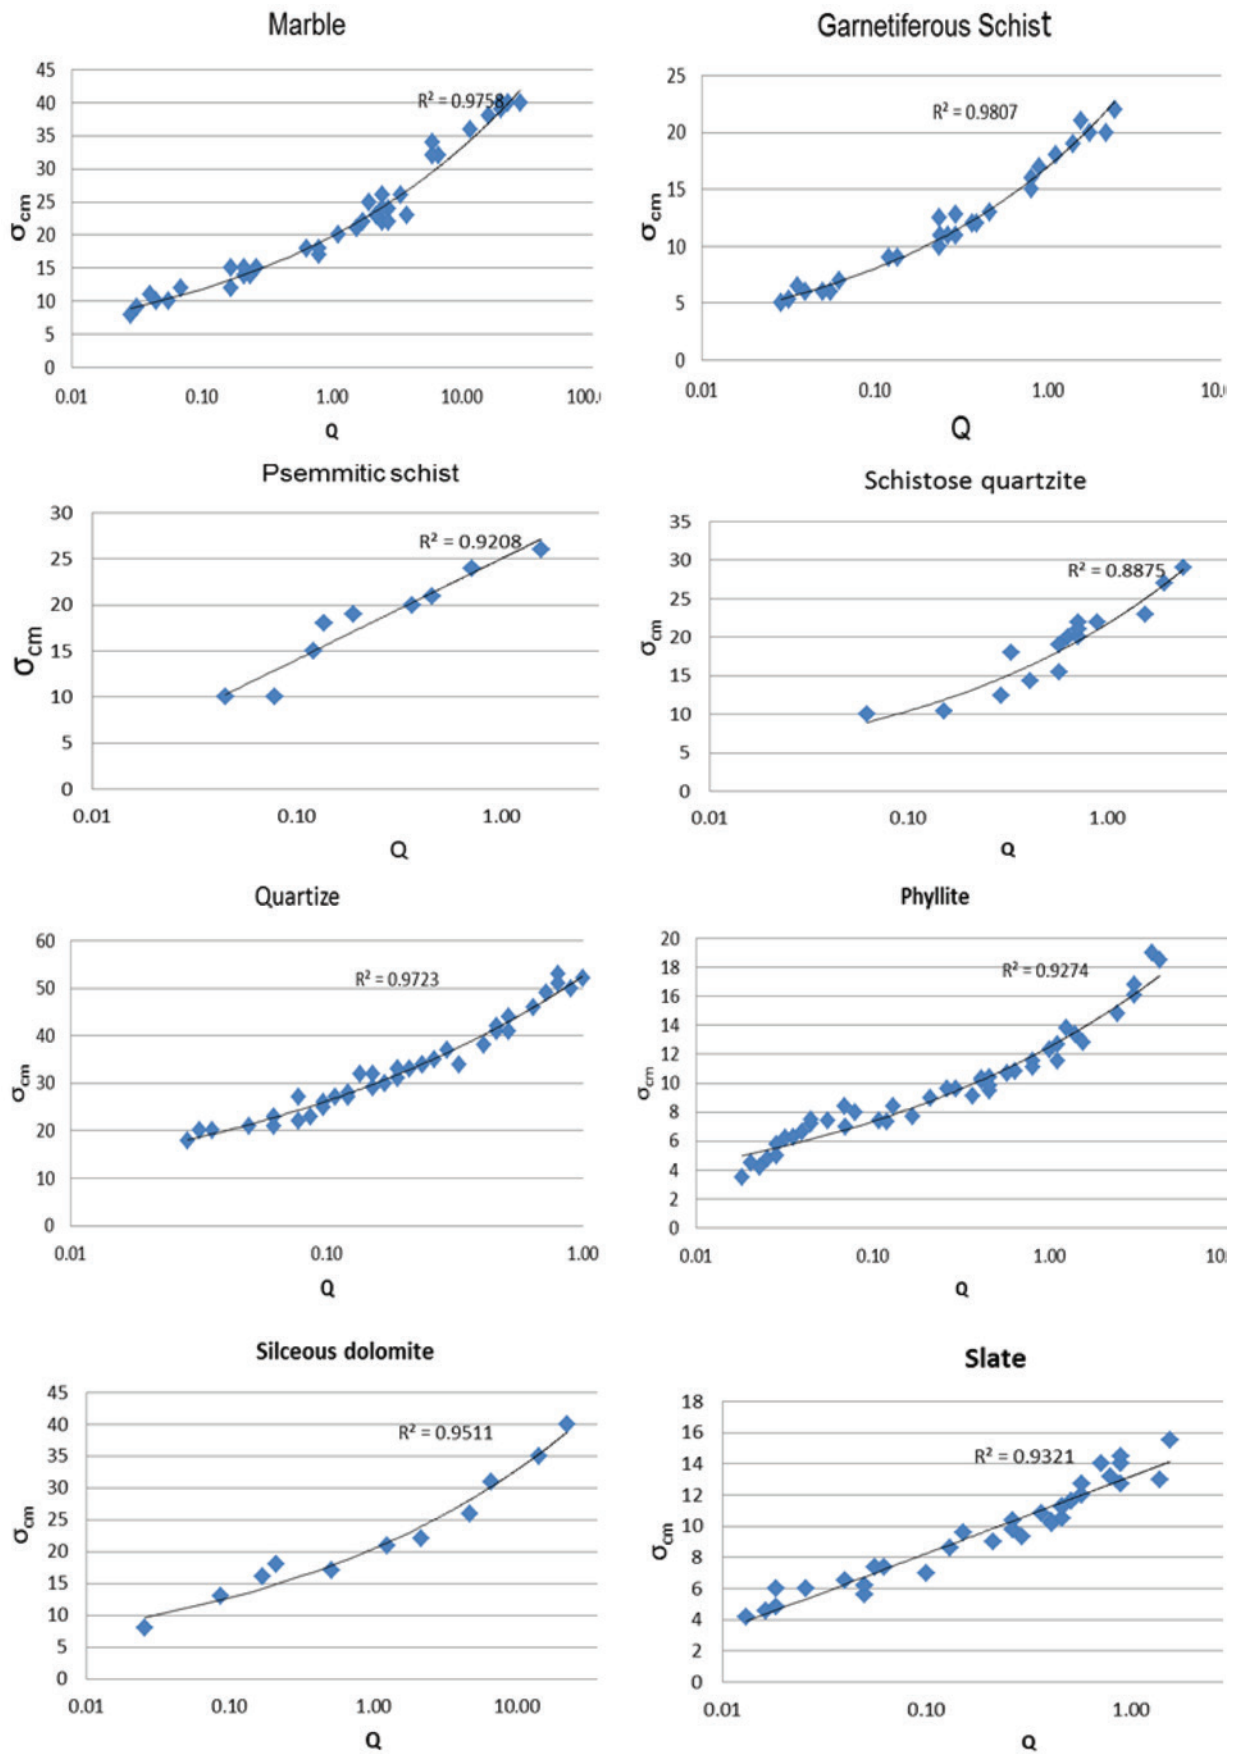 Marble
45
40
35
30
25
20
15
10
5
0
R² = 0.9758
σcm
0.01 0.10 1.00 10.00 100.0
Q
Garnetiferous Schist
25
20
15
10
5
0
R² = 0.9807
σcm
0.01 0.10 1.00 10.0
Q
Psemmitic schist
30
25
20
15
10
5
0
R² = 0.9208
σcm
0.01 0.10 1.00
Q
Schistose quartzite
35
30
25
20
15
10
5
0
R² = 0.8875
σcm
0.01 0.10 1.00
Q
Quartize
60
50
40
30
20
10
0
R² = 0.9723
σcm
0.01 0.10 1.00
Q
Phyllite
20
18
16
14
12
10
8
6
4
2
0
R² = 0.9274
σcm
0.01 0.10 1.00 10.
Q
Silceous dolomite
45
40
35
30
25
20
15
10
5
0
R² = 0.9511
σcm
0.01 0.10 1.00 10.00
Q
Slate
18
16
14
12
10
8
6
4
2
0
R² = 0.9321
σcm
0.01 0.10 1.00
Q